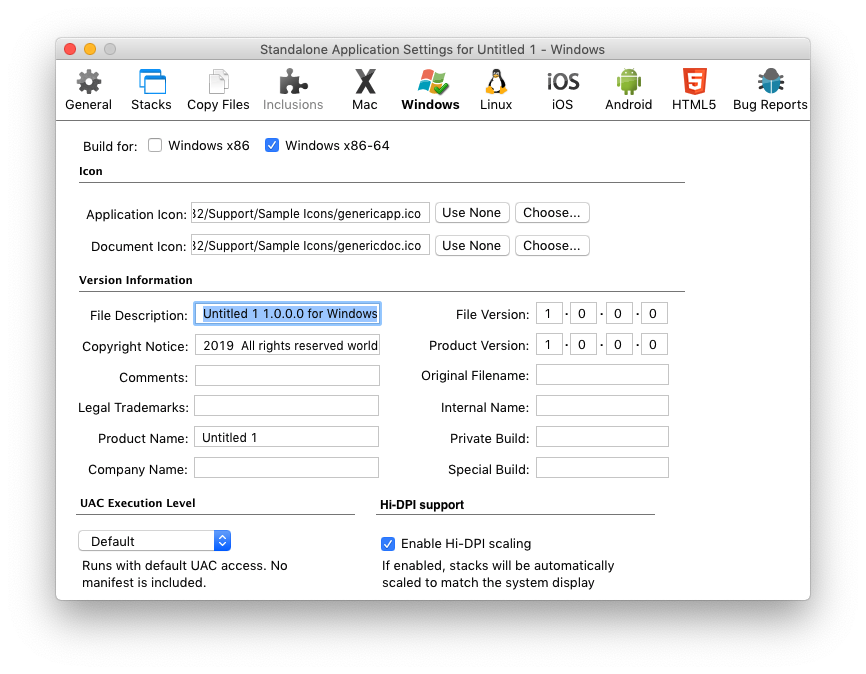 Standalone Application Settings for Untitled 1 - Windows
General Stacks Copy Files Inclusions Mac Windows Linux iOS iOS Android HTML5 Bug Reports
Build for: Windows x86 Windows x86-64
Icon
Application Icon: 32/Support/Sample Icons/genericapp.ico Use None Choose...
Document Icon: 32/Support/Sample Icons/genericdoc.ico Use None Choose...
Version Information
File Description: Untitled 1 1.0.0.0 for Windows File Version: 1 . 0 . 0 . 0
Copyright Notice: 2019 All rights reserved world Product Version: 1 . 0 . 0 . 0
Comments: Original Filename:
Legal Trademarks: Internal Name:
Product Name: Untitled 1 Private Build:
Company Name: Special Build:
UAC Execution Level Hi-DPI support
Default Enable Hi-DPI scaling
Runs with default UAC access. No If enabled, stacks will be automatically
manifest is included. scaled to match the system display